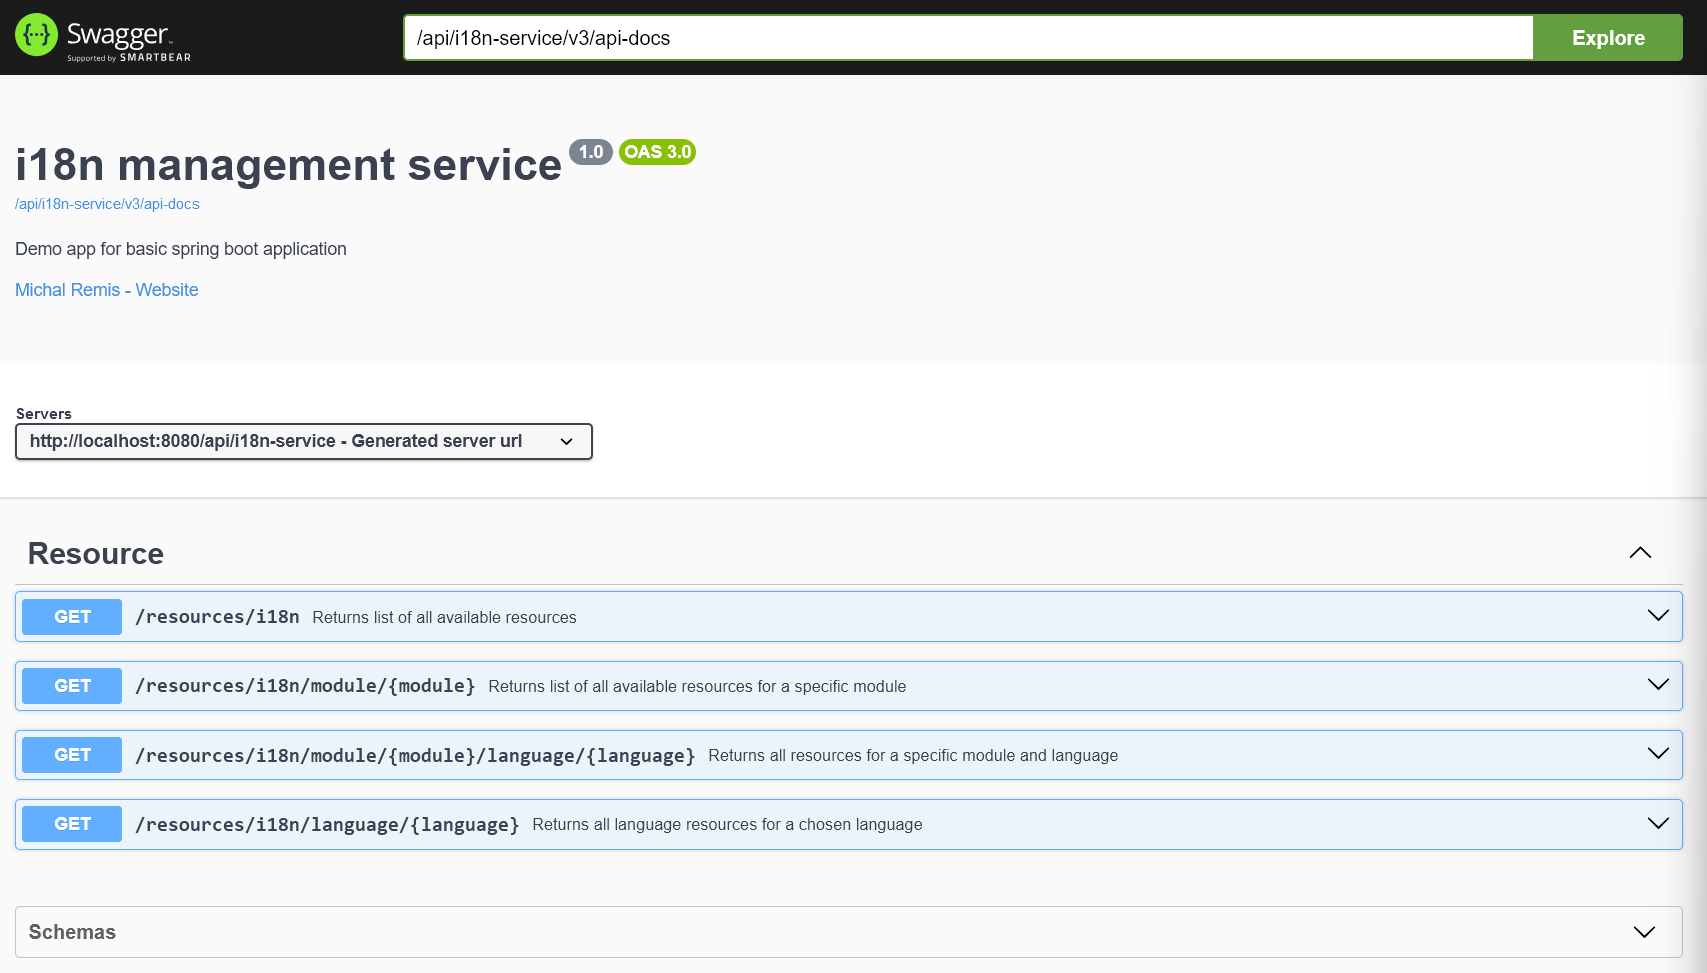 {···} Swagger™
Supported by SMARTBEAR
/api/i18n-service/v3/api-docs
Explore
i18n management service 1.0 OAS 3.0
/api/i18n-service/v3/api-docs
Demo app for basic spring boot application
Michal Remis - Website
Servers
http://localhost:8080/api/i18n-service - Generated server url
Resource
GET /resources/i18n Returns list of all available resources
GET /resources/i18n/module/{module} Returns list of all available resources for a specific module
GET /resources/i18n/module/{module}/language/{language} Returns all resources for a specific module and language
GET /resources/i18n/language/{language} Returns all language resources for a chosen language
Schemas